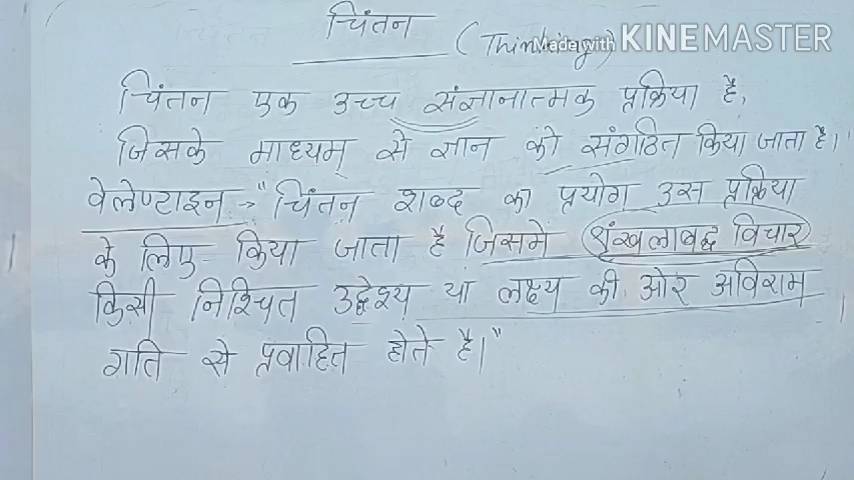 चिंतन (Thinking)
Made with KINEMASTER
चिंतन एक उच्च संज्ञानात्मक प्रक्रिया है,
जिसके माध्यम् से ज्ञान को संगठित किया जाता है।
वेलेण्टाइन → "चिंतन शब्द का प्रयोग उस प्रक्रिया
के लिए किया जाता है जिसमें शृंखलाबद्ध विचार
किसी निश्चित उद्देश्य या लक्ष्य की ओर अविराम
गति से प्रवाहित होते है।"